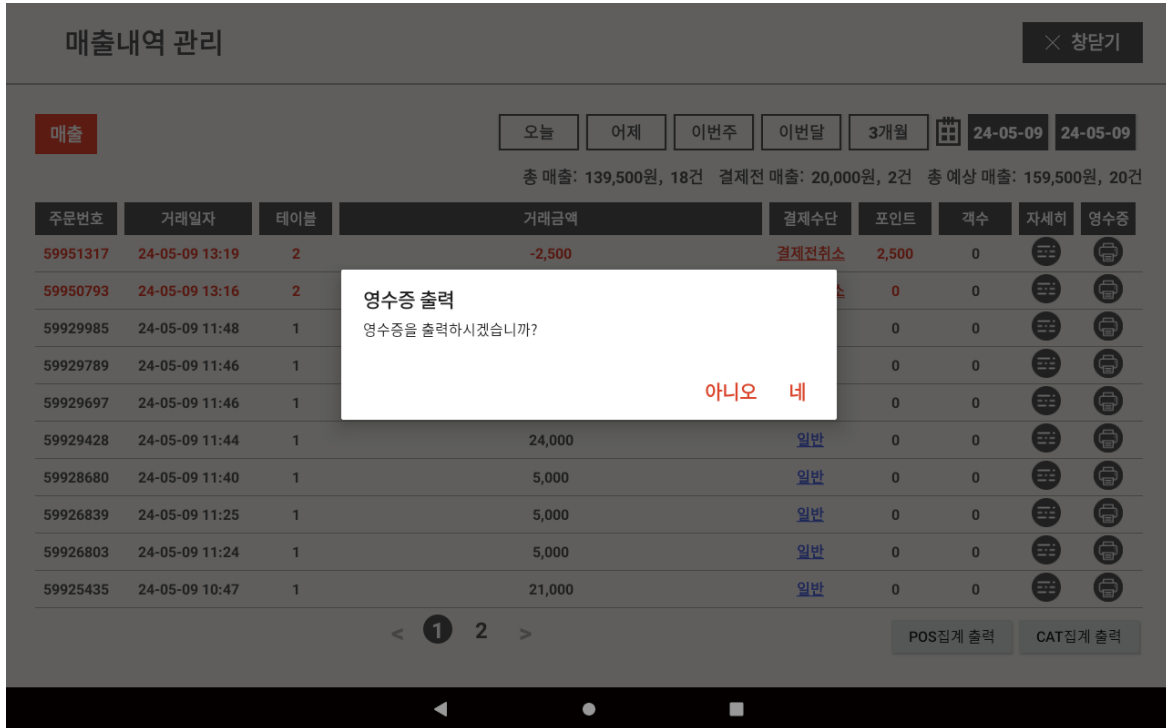 매출내역 관리
창닫기
매출 오늘 어제 이번주 이번달 3개월 24-05-09 24-05-09
총 매출: 139,500원, 18건 결제전 매출: 20,000원, 2건 총 예상 매출: 159,500원, 20건
주문번호 거래일자 테이블 거래금액 결제수단 포인트 객수 자세히 영수증
59951317 24-05-09 13:19 2 -2,500 결제전취소 2,500 0
59950793 24-05-09 13:16 2 0 0
영수증 출력
영수증을 출력하시겠습니까?
아니오 네
59929985 24-05-09 11:48 1 0 0
59929789 24-05-09 11:46 1 0 0
59929697 24-05-09 11:46 1 0 0
59929428 24-05-09 11:44 1 24,000 일반 0 0
59928680 24-05-09 11:40 1 5,000 일반 0 0
59926839 24-05-09 11:25 1 5,000 일반 0 0
59926803 24-05-09 11:24 1 5,000 일반 0 0
59925435 24-05-09 10:47 1 21,000 일반 0 0
< 1 2 >
POS집계 출력 CAT집계 출력